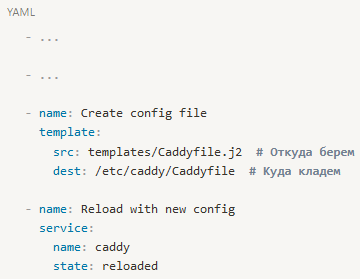 YAML
- ...
- ...
- name: Create config file
template:
src: templates/Caddyfile.j2 # Откуда берем
dest: /etc/caddy/Caddyfile # Куда кладем
- name: Reload with new config
service:
name: caddy
state: reloaded